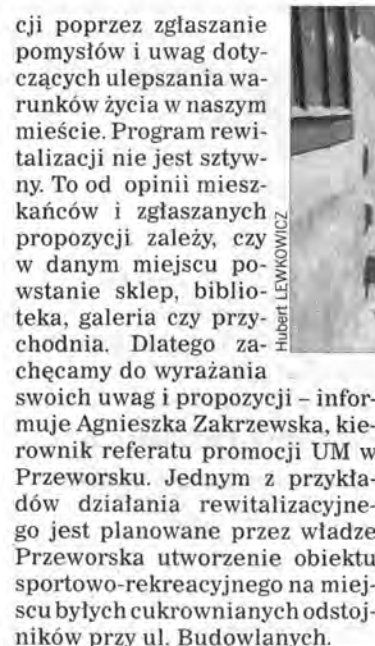 cji poprzez zgłaszanie
pomysłów i uwag doty-
czących ulepszania wa-
runków życia w naszym
mieście. Program rewi-
talizacji nie jest sztyw-
ny. To od opinii miesz-
kańców i zgłaszanych
propozycji zależy, czy
w danym miejscu po-
wstanie sklep, biblio-
teka, galeria czy przy-
chodnia. Dlatego za-
chęcamy do wyrażania
swoich uwag i propozycji – infor-
muje Agnieszka Zakrzewska, kie-
rownik referatu promocji UM w
Przeworsku. Jednym z przykła-
dów działania rewitalizacyjne-
go jest planowane przez władze
Przeworska utworzenie obiektu
sportowo-rekreacyjnego na miej-
scu byłych cukrownianych odstoj-
ników przy ul. Budowlanych.
Hubert LEWKOWICZ